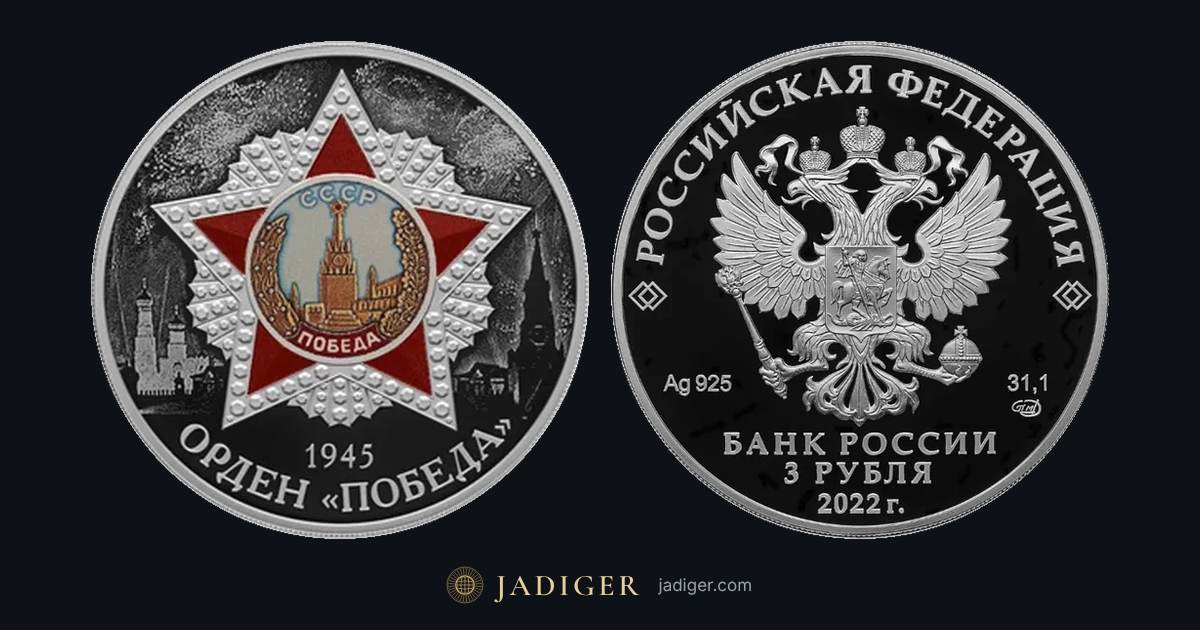 СССР
ПОБЕДА
1945
ОРДЕН «ПОБЕДА»
РОССИЙСКАЯ ФЕДЕРАЦИЯ
Ag 925
31,1
БАНК РОССИИ
3 РУБЛЯ
2022 г.
JADIGER jadiger.com